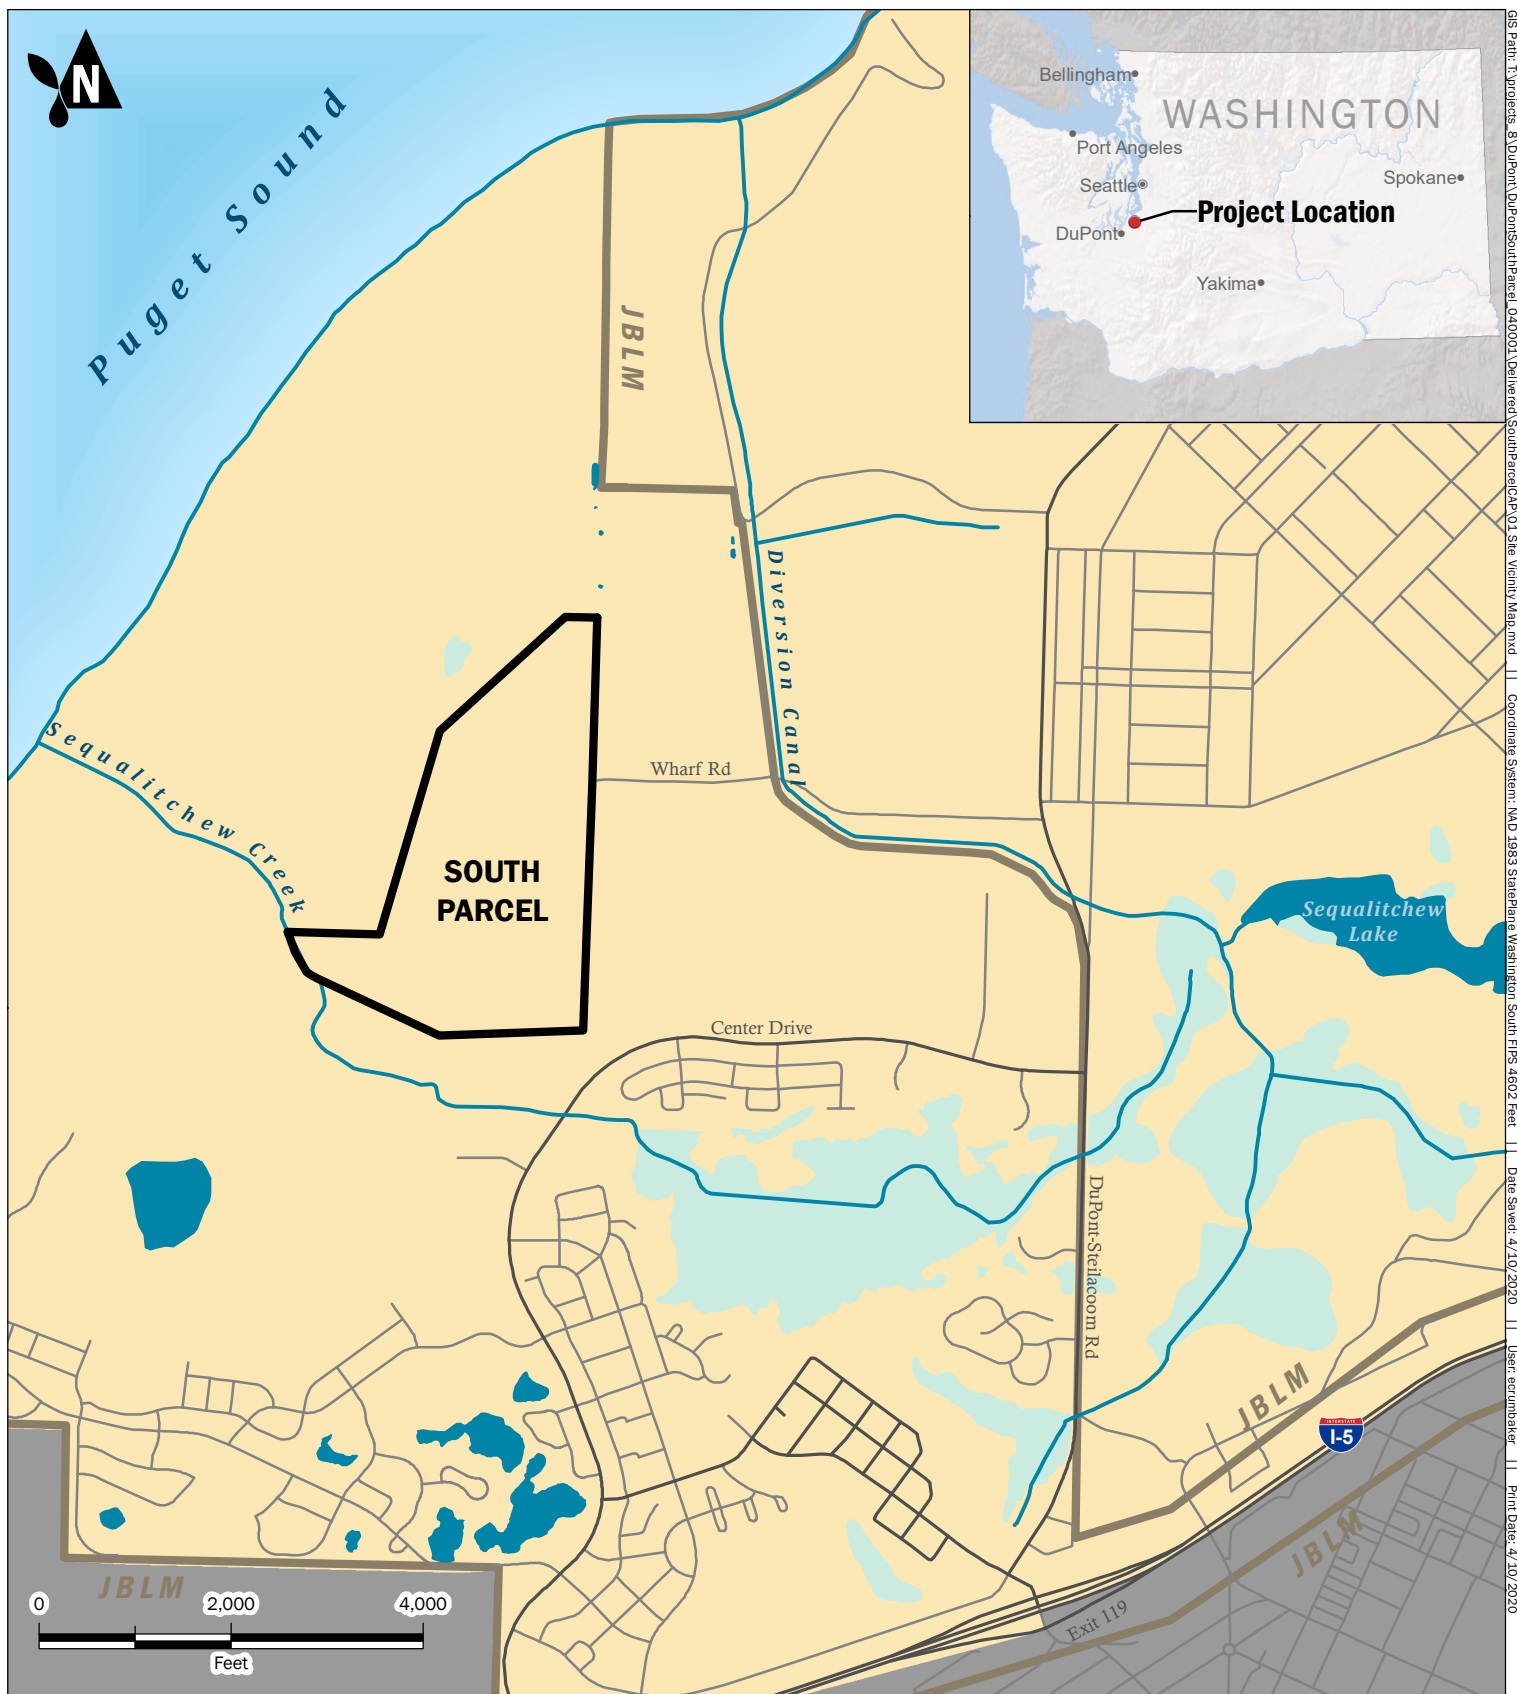 N
Puget Sound
Bellingham
WASHINGTON
Port Angeles
Seattle
Spokane
Project Location
DuPont
Yakima
JBLM
Diversion Canal
Sequalitchew Creek
Wharf Rd
SOUTH
PARCEL
Sequalitchew
Lake
Center Drive
DuPont-Steilacoom Rd
JBLM
INTERSTATE
I-5
JBLM
JBLM
Exit 119
0
2,000
4,000
Feet
GIS Path: T:\projects_8\DuPont\DuPontSouthParcel_040001\Delivered\SouthParcelCAP\01 Site Vicinity Map.mxd || Coordinate System: NAD 1983 StatePlane Washington South FIPS 4602 Feet || Date Saved: 4/10/2020 || User: ecrumbaker || Print Date: 4/10/2020